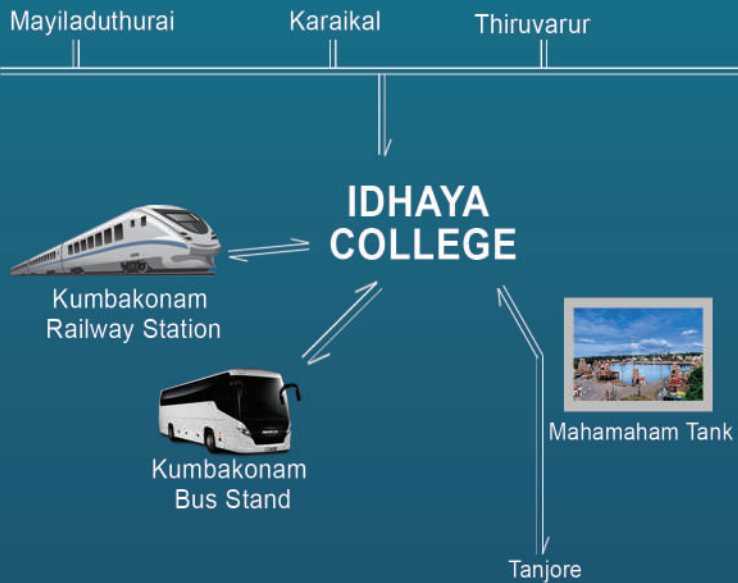 Mayiladuthurai
Karaikal
Thiruvarur
IDHAYA
COLLEGE
Kumbakonam
Railway Station
Kumbakonam
Bus Stand
Mahamaham Tank
Tanjore